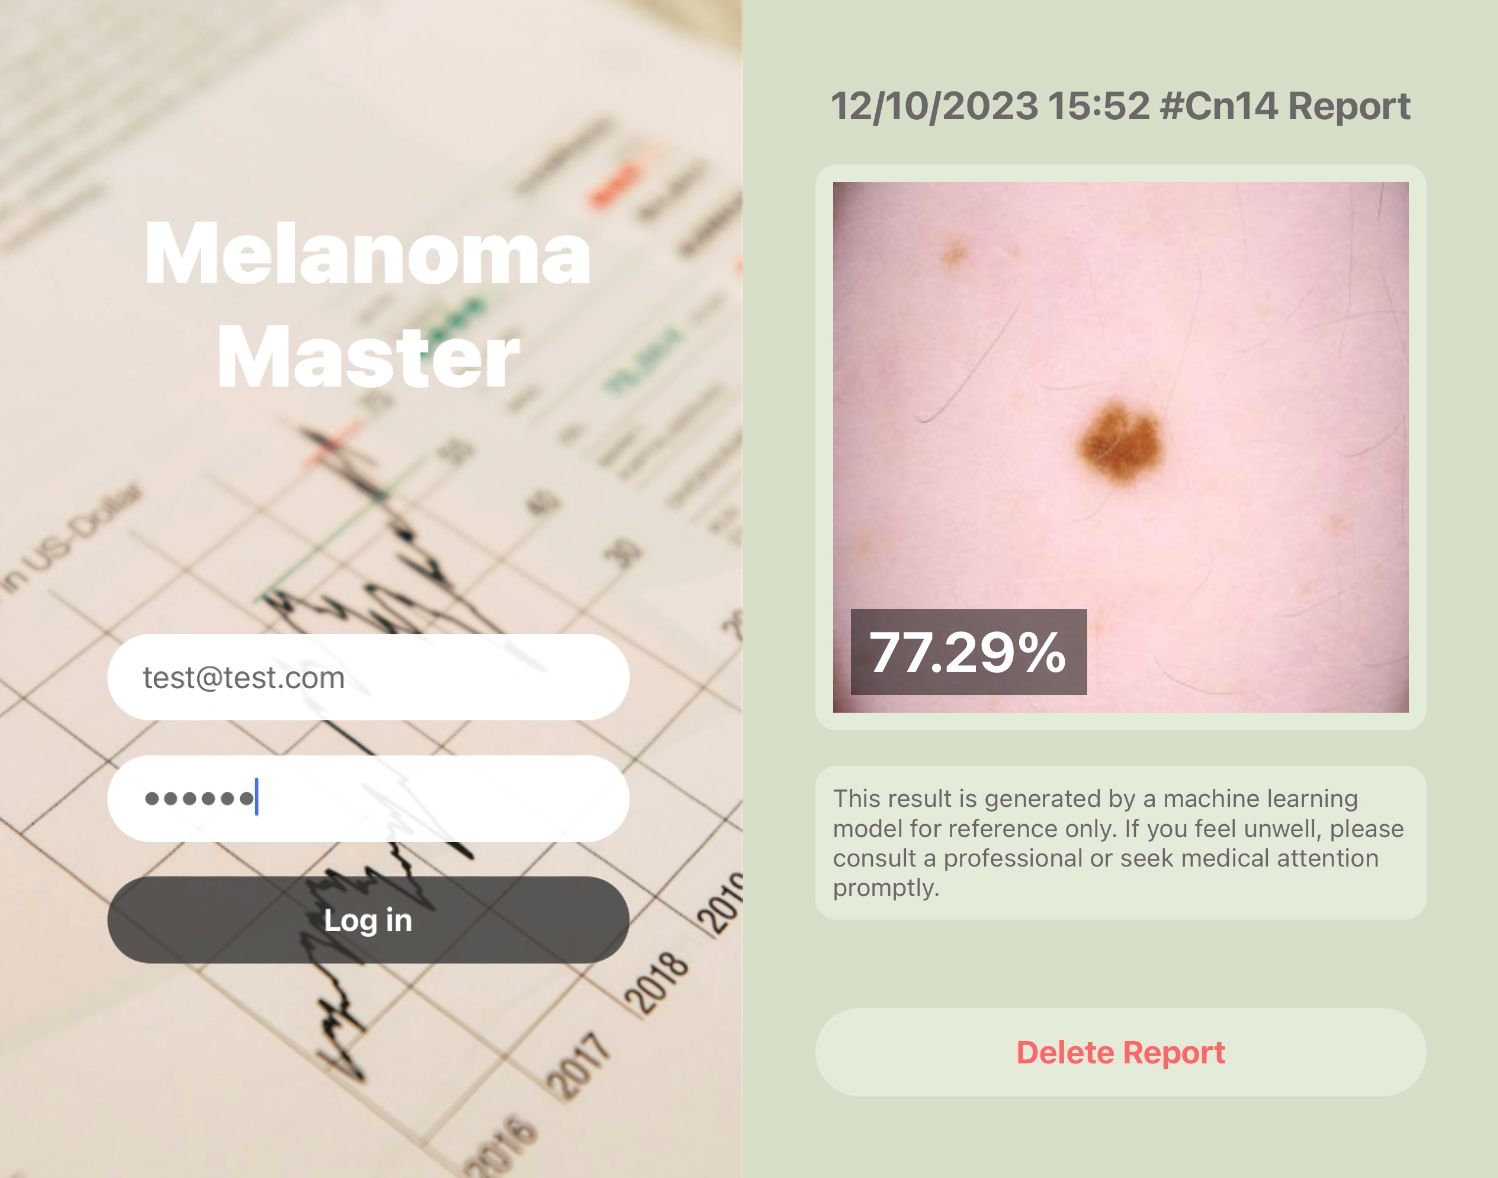 Melanoma
Master
in US-Dollar
50
40
30
20
test@test.com
Log in
2019
2018
2017
2016
12/10/2023 15:52 #Cn14 Report
77.29%
This result is generated by a machine learning
model for reference only. If you feel unwell, please
consult a professional or seek medical attention
promptly.
Delete Report